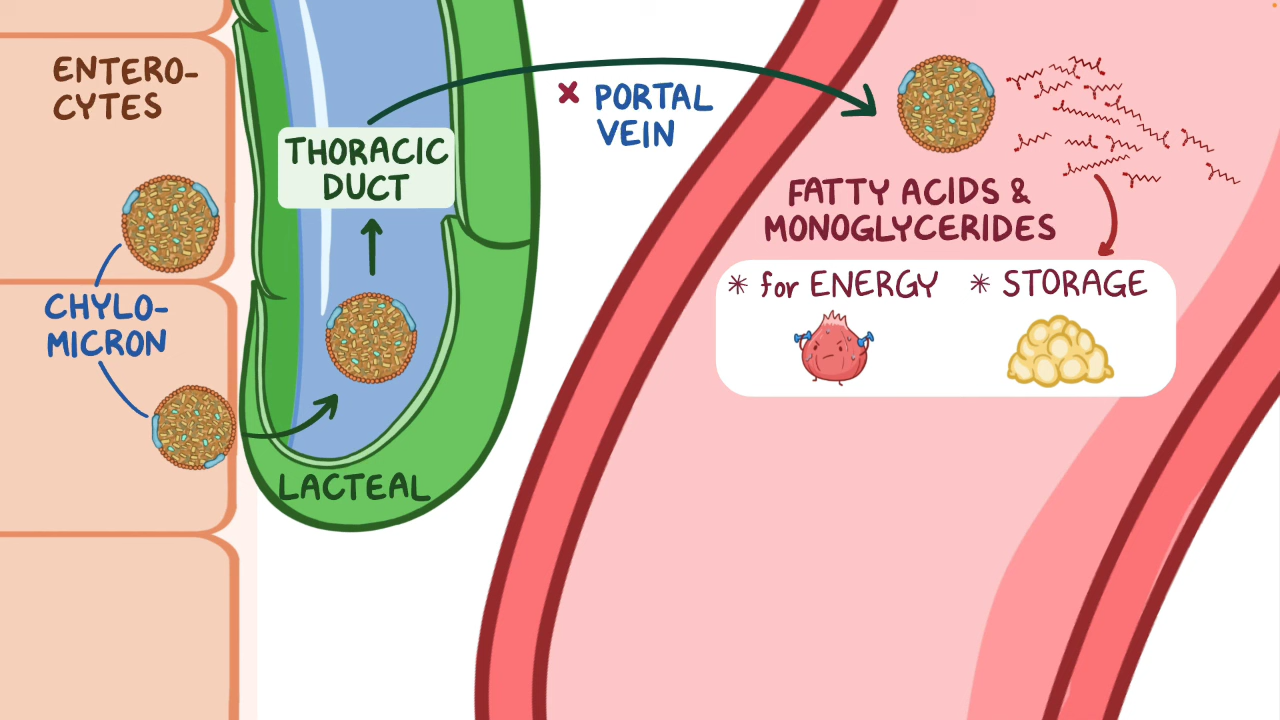 ENTERO-
CYTES
CHYLO-
MICRON
THORACIC
DUCT
LACTEAL
× PORTAL
VEIN
FATTY ACIDS &
MONOGLYCERIDES
* for ENERGY
* STORAGE